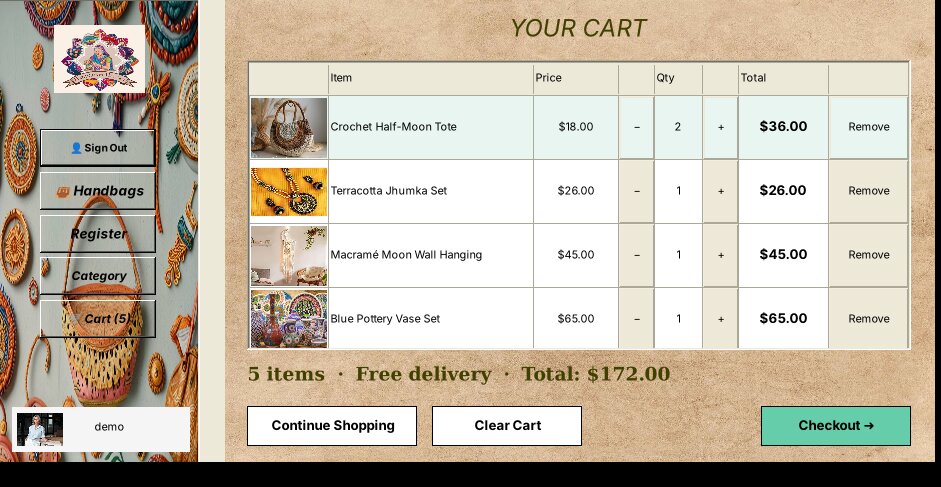 YOUR CART
Item Price Qty Total
Crochet Half-Moon Tote $18.00 − 2 + $36.00 Remove
Terracotta Jhumka Set $26.00 − 1 + $26.00 Remove
Macramé Moon Wall Hanging $45.00 − 1 + $45.00 Remove
Blue Pottery Vase Set $65.00 − 1 + $65.00 Remove
5 items · Free delivery · Total: $172.00
Continue Shopping Clear Cart Checkout →
👤 Sign Out
👜 Handbags
Register
Category
🛒 Cart (5)
demo